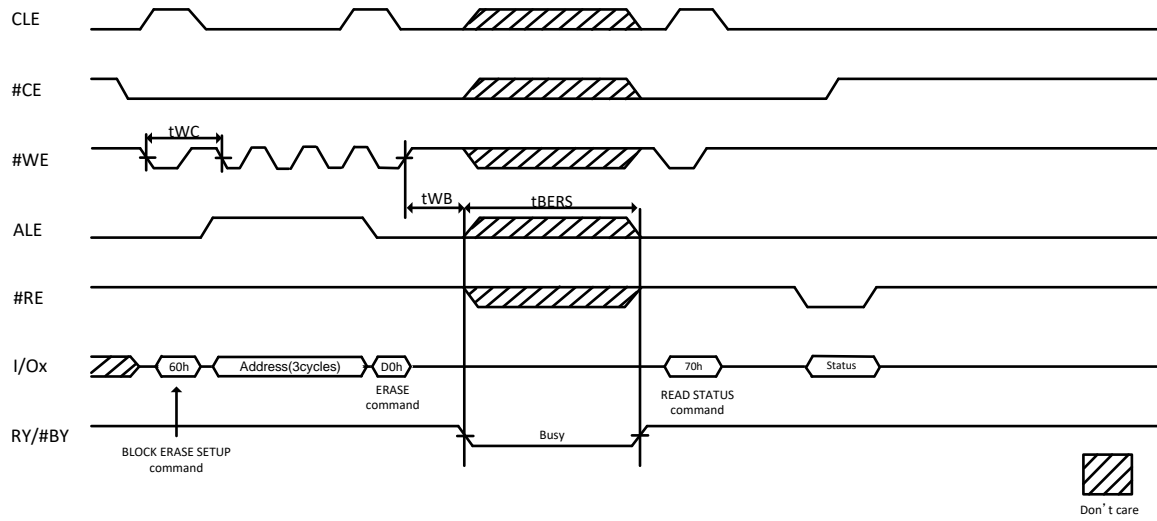 CLE
#CE
tWC
#WE
tWB
tBERS
ALE
#RE
I/Ox
60h
Address(3cycles)
D0h
70h
Status
ERASE
command
READ STATUS
command
RY/#BY
Busy
BLOCK ERASE SETUP
command
Don't care